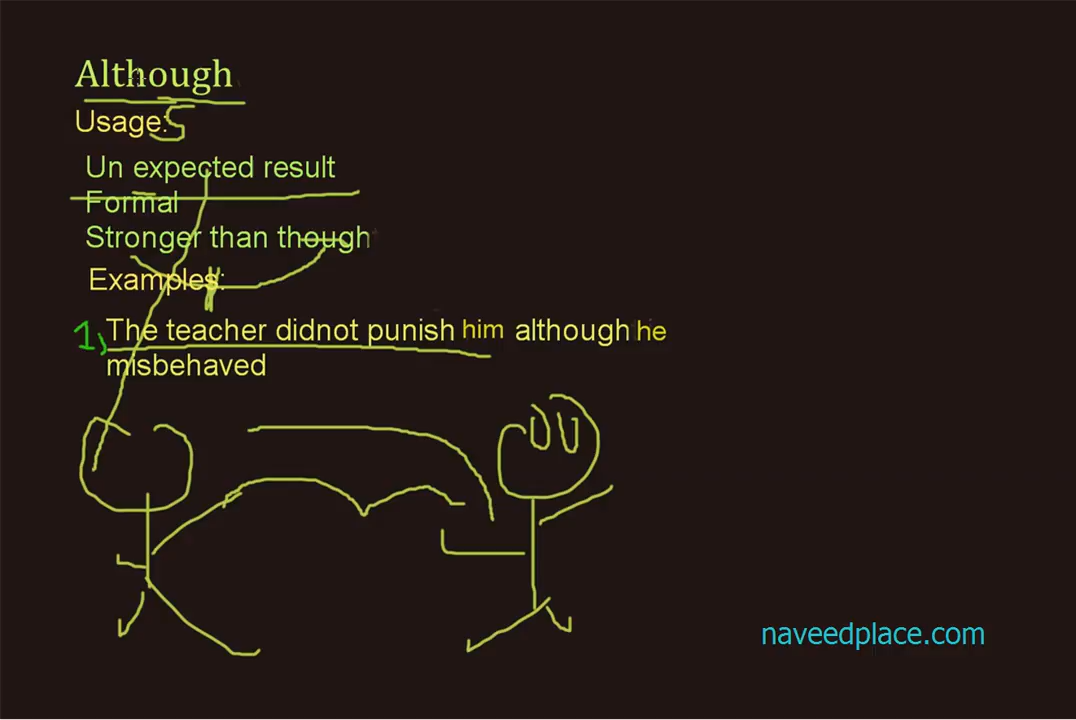 Although
Usage:
Un expected result
Formal
Stronger than though
Examples:
1) The teacher didnot punish him although he
misbehaved
naveedplace.com